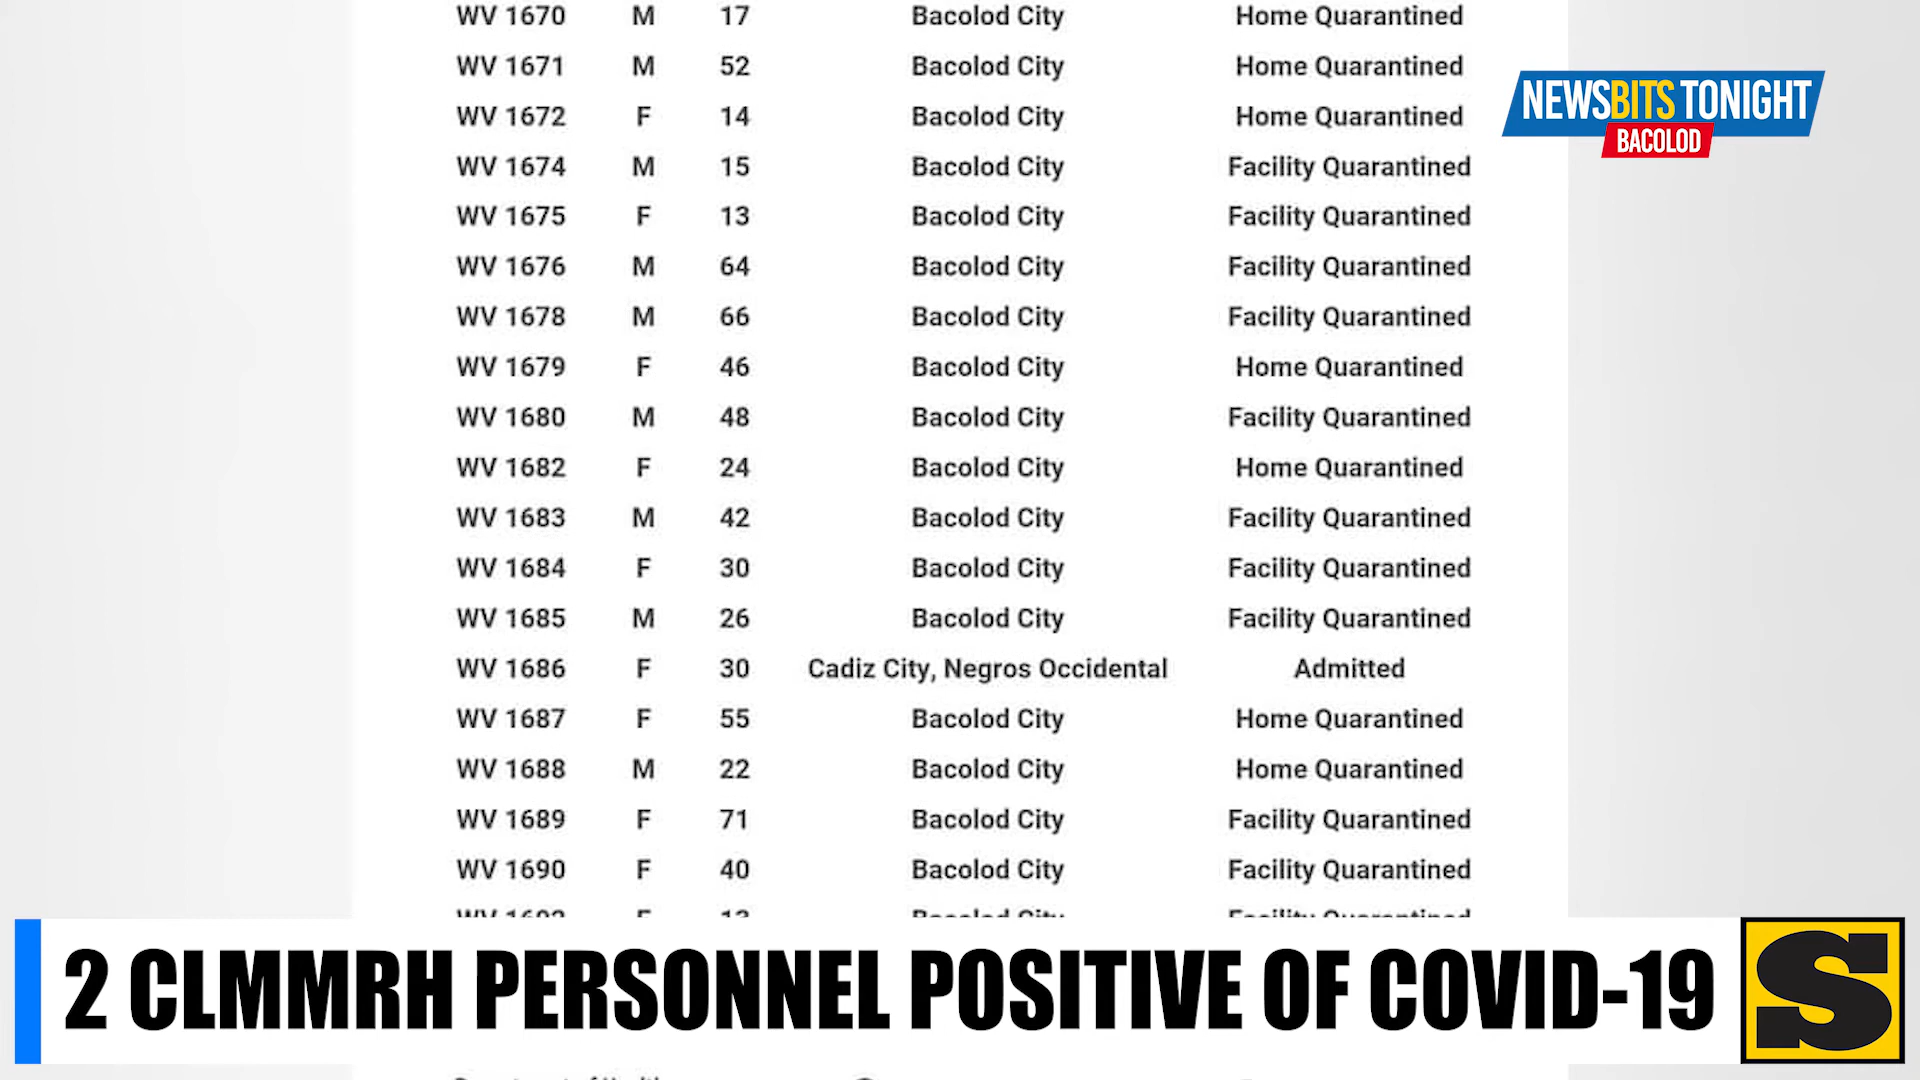 WV 1670 M 17 Bacolod City Home Quarantined
WV 1671 M 52 Bacolod City Home Quarantined
WV 1672 F 14 Bacolod City Home Quarantined
WV 1674 M 15 Bacolod City Facility Quarantined
WV 1675 F 13 Bacolod City Facility Quarantined
WV 1676 M 64 Bacolod City Facility Quarantined
WV 1678 M 66 Bacolod City Facility Quarantined
WV 1679 F 46 Bacolod City Home Quarantined
WV 1680 M 48 Bacolod City Facility Quarantined
WV 1682 F 24 Bacolod City Home Quarantined
WV 1683 M 42 Bacolod City Facility Quarantined
WV 1684 F 30 Bacolod City Facility Quarantined
WV 1685 M 26 Bacolod City Facility Quarantined
WV 1686 F 30 Cadiz City, Negros Occidental Admitted
WV 1687 F 55 Bacolod City Home Quarantined
WV 1688 M 22 Bacolod City Home Quarantined
WV 1689 F 71 Bacolod City Facility Quarantined
WV 1690 F 40 Bacolod City Facility Quarantined
NEWSBITS TONIGHT
BACOLOD
2 CLMMRH PERSONNEL POSITIVE OF COVID-19
S